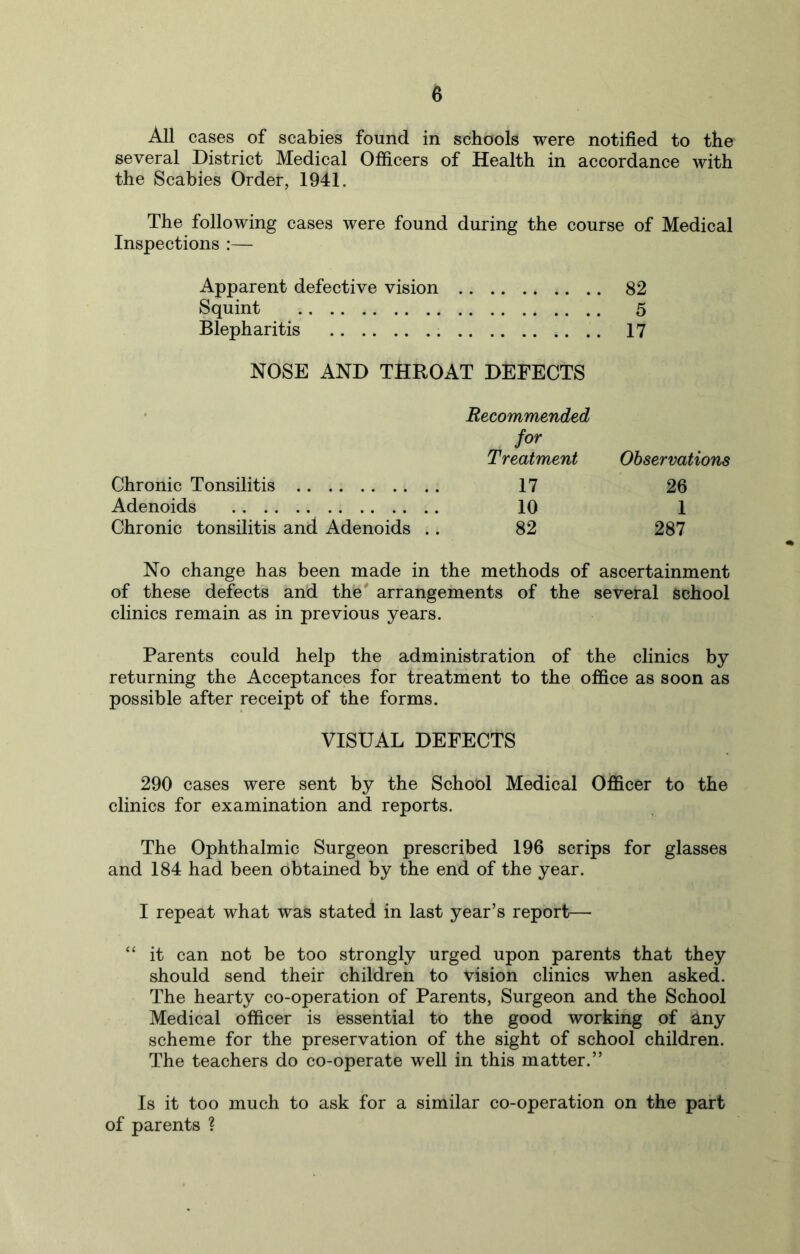 6
All cases of scabies found in schools were notified to the
several District Medical Officers of Health in accordance with
the Scabies Order, 1941.
The following cases were found during the course of Medical
Inspections :—
Apparent defective vision .. .. .. .. .. .. 82
Squint .. .. .. .. .. .. .. .. .. .. .. 5
Blepharitis .. .. .. .. .. .. .. .. .. .. 17
NOSE AND THROAT DEFECTS
Recommended
for
Treatment Observations
Chronic Tonsilitis .. .. .. .. .. 17 26
Adenoids .. .. .. .. .. .. .. 10 1
Chronic tonsilitis and Adenoids .. 82 287
No change has been made in the methods of ascertainment
of these defects and the arrangements of the several school
clinics remain as in previous years.
Parents could help the administration of the clinics by
returning the Acceptances for treatment to the office as soon as
possible after receipt of the forms.
VISUAL DEFECTS
290 cases were sent by the School Medical Officer to the
clinics for examination and reports.
The Ophthalmic Surgeon prescribed 196 scrips for glasses
and 184 had been obtained by the end of the year.
I repeat what was stated in last year's report—
“ it can not be too strongly urged upon parents that they
should send their children to vision clinics when asked.
The hearty co-operation of Parents, Surgeon and the School
Medical officer is essential to the good working of any
scheme for the preservation of the sight of school children.
The teachers do co-operate well in this matter.”
Is it too much to ask for a similar co-operation on the part
of parents ?